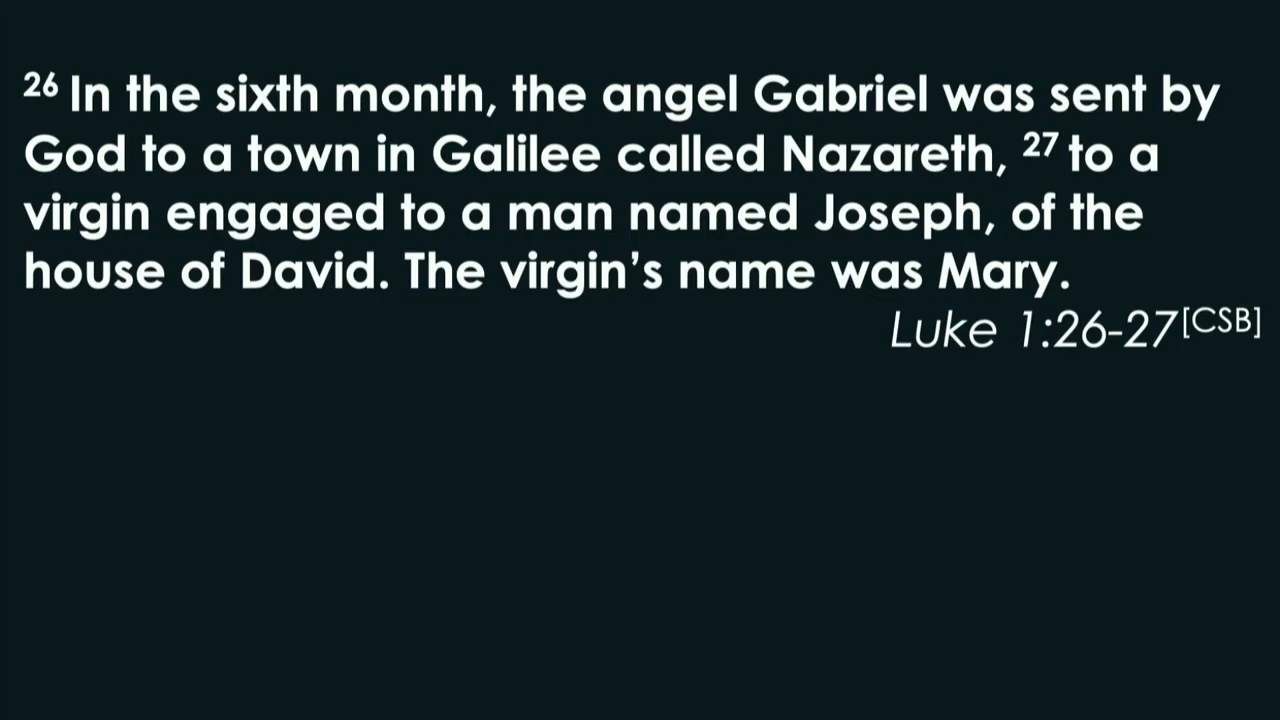 26 In the sixth month, the angel Gabriel was sent by
God to a town in Galilee called Nazareth, 27 to a
virgin engaged to a man named Joseph, of the
house of David. The virgin’s name was Mary.
Luke 1:26-27[CSB]